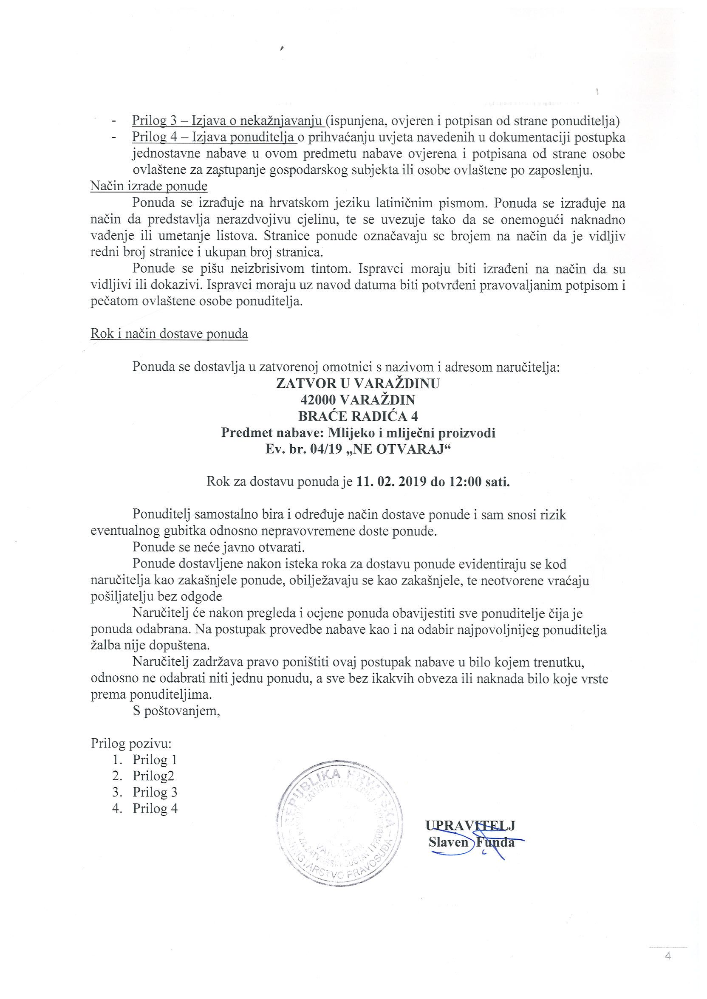 - Prilog 3 – Izjava o nekažnjavanju (ispunjena, ovjeren i potpisan od strane ponuditelja)
- Prilog 4 – Izjava ponuditelja o prihvaćanju uvjeta navedenih u dokumentaciji postupka
jednostavne nabave u ovom predmetu nabave ovjerena i potpisana od strane osobe
ovlaštene za zastupanje gospodarskog subjekta ili osobe ovlaštene po zaposlenju.
Način izrade ponude
Ponuda se izrađuje na hrvatskom jeziku latiničnim pismom. Ponuda se izrađuje na
način da predstavlja nerazdvojivu cjelinu, te se uvezuje tako da se onemogući naknadno
vađenje ili umetanje listova. Stranice ponude označavaju se brojem na način da je vidljiv
redni broj stranice i ukupan broj stranica.
Ponude se pišu neizbrisivom tintom. Ispravci moraju biti izrađeni na način da su
vidljivi ili dokazivi. Ispravci moraju uz navod datuma biti potvrđeni pravovaljanim potpisom i
pečatom ovlaštene osobe ponuditelja.
Rok i način dostave ponuda
Ponuda se dostavlja u zatvorenoj omotnici s nazivom i adresom naručitelja:
ZATVOR U VARAŽDINU
42000 VARAŽDIN
BRAĆE RADIĆA 4
Predmet nabave: Mlijeko i mliječni proizvodi
Ev. br. 04/19 „NE OTVARAJ“
Rok za dostavu ponuda je 11. 02. 2019 do 12:00 sati.
Ponuditelj samostalno bira i određuje način dostave ponude i sam snosi rizik
eventualnog gubitka odnosno nepravovremene doste ponude.
Ponude se neće javno otvarati.
Ponude dostavljene nakon isteka roka za dostavu ponude evidentiraju se kod
naručitelja kao zakašnjele ponude, obilježavaju se kao zakašnjele, te neotvorene vraćaju
pošiljatelju bez odgode
Naručitelj će nakon pregleda i ocjene ponuda obavijestiti sve ponuditelje čija je
ponuda odabrana. Na postupak provedbe nabave kao i na odabir najpovoljnijeg ponuditelja
žalba nije dopuštena.
Naručitelj zadržava pravo poništiti ovaj postupak nabave u bilo kojem trenutku,
odnosno ne odabrati niti jednu ponudu, a sve bez ikakvih obveza ili naknada bilo koje vrste
prema ponuditeljima.
S poštovanjem,
Prilog pozivu:
1. Prilog 1
2. Prilog2
3. Prilog 3
4. Prilog 4
REPUBLIKA HRVATSKA
MINISTARSTVO PRAVOSUĐA
ZATVOR U VARAŽDINU
VARAŽDIN
UPRAVITELJ
Slaven Funda
4